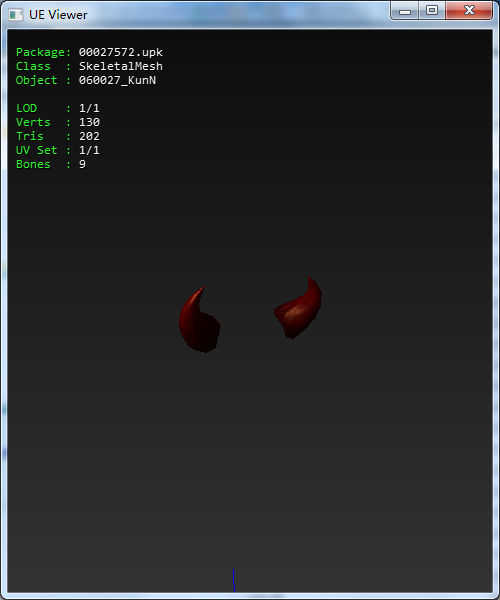 UE Viewer
Package: 00027572.upk
Class  : SkeletalMesh
Object : 060027_KunN
LOD    : 1/1
Verts  : 130
Tris   : 202
UV Set : 1/1
Bones  : 9